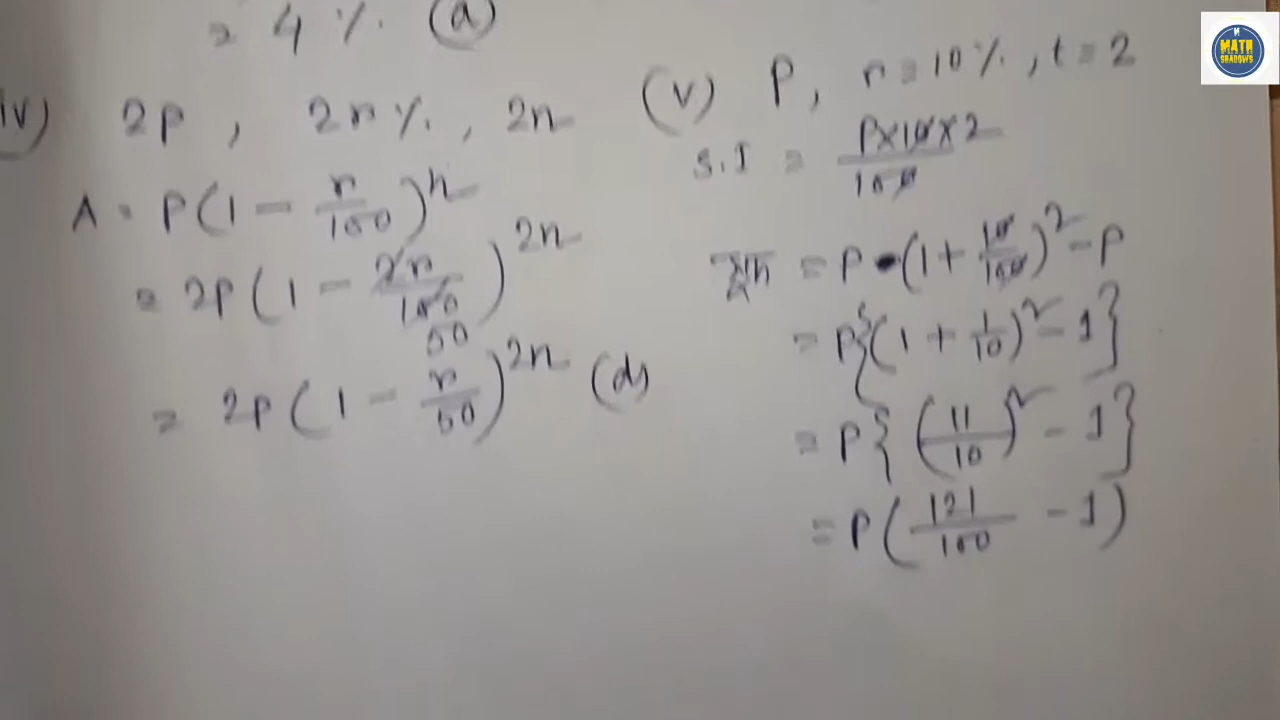 = 4 %. (a)
iv) 2P, 2r%, 2n
A = P(1 - r/100)^n
= 2P(1 - 2r/100)^2n
50
= 2P(1 - r/50)^2n (d)
(v) P, r = 10%, t = 2
S.I = P×10×2/100
= P(1 + 10/100)^2 - P
= P{(1 + 1/10)^2 - 1}
= P{(11/10)^2 - 1}
= P(121/100 - 1)
M
MATH
SHADOWS